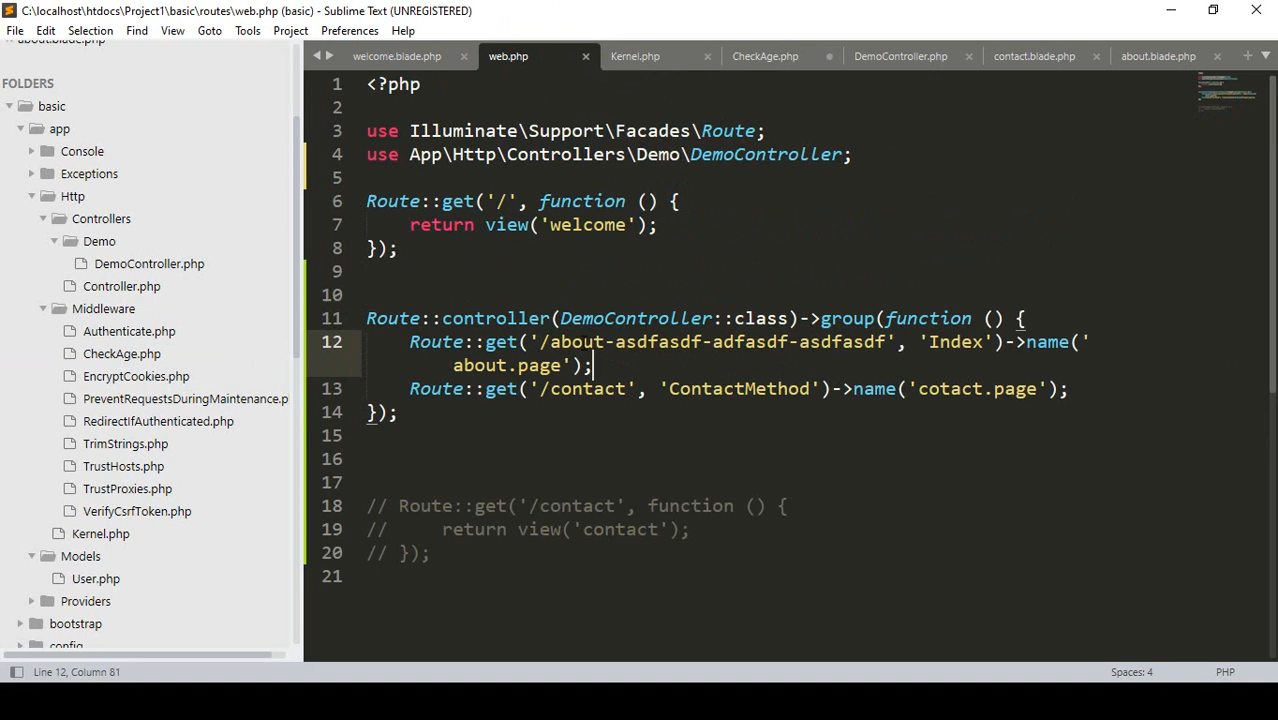 C:\localhost\htdocs\Project1\basic\routes\web.php (basic) - Sublime Text (UNREGISTERED)
File Edit Selection Find View Goto Tools Project Preferences Help
about.blade.php
welcome.blade.php web.php Kernel.php CheckAge.php DemoController.php contact.blade.php about.blade.php
FOLDERS
basic
app
Console
Exceptions
Http
Controllers
Demo
DemoController.php
Controller.php
Middleware
Authenticate.php
CheckAge.php
EncryptCookies.php
PreventRequestsDuringMaintenance.p
RedirectIfAuthenticated.php
TrimStrings.php
TrustHosts.php
TrustProxies.php
VerifyCsrfToken.php
Kernel.php
Models
User.php
Providers
bootstrap
config
1 <?php
2
3 use Illuminate\Support\Facades\Route;
4 use App\Http\Controllers\Demo\DemoController;
5
6 Route::get('/', function () {
7     return view('welcome');
8 });
9
10
11 Route::controller(DemoController::class)->group(function () {
12     Route::get('/about-asdfasdf-adfasdf-asdfasdf', 'Index')->name('
about.page');
13     Route::get('/contact', 'ContactMethod')->name('cotact.page');
14 });
15
16
17
18 // Route::get('/contact', function () {
19 //     return view('contact');
20 // });
21
Line 12, Column 81 Spaces: 4 PHP